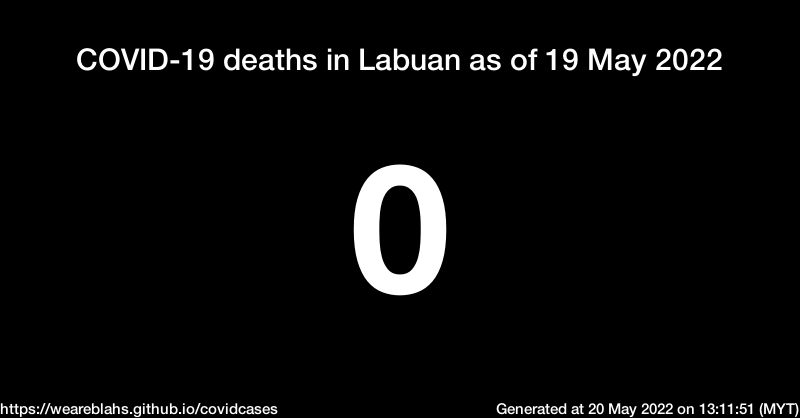 COVID-19 deaths in Labuan as of 19 May 2022
0
https://weareblahs.github.io/covidcases
Generated at 20 May 2022 on 13:11:51 (MYT)